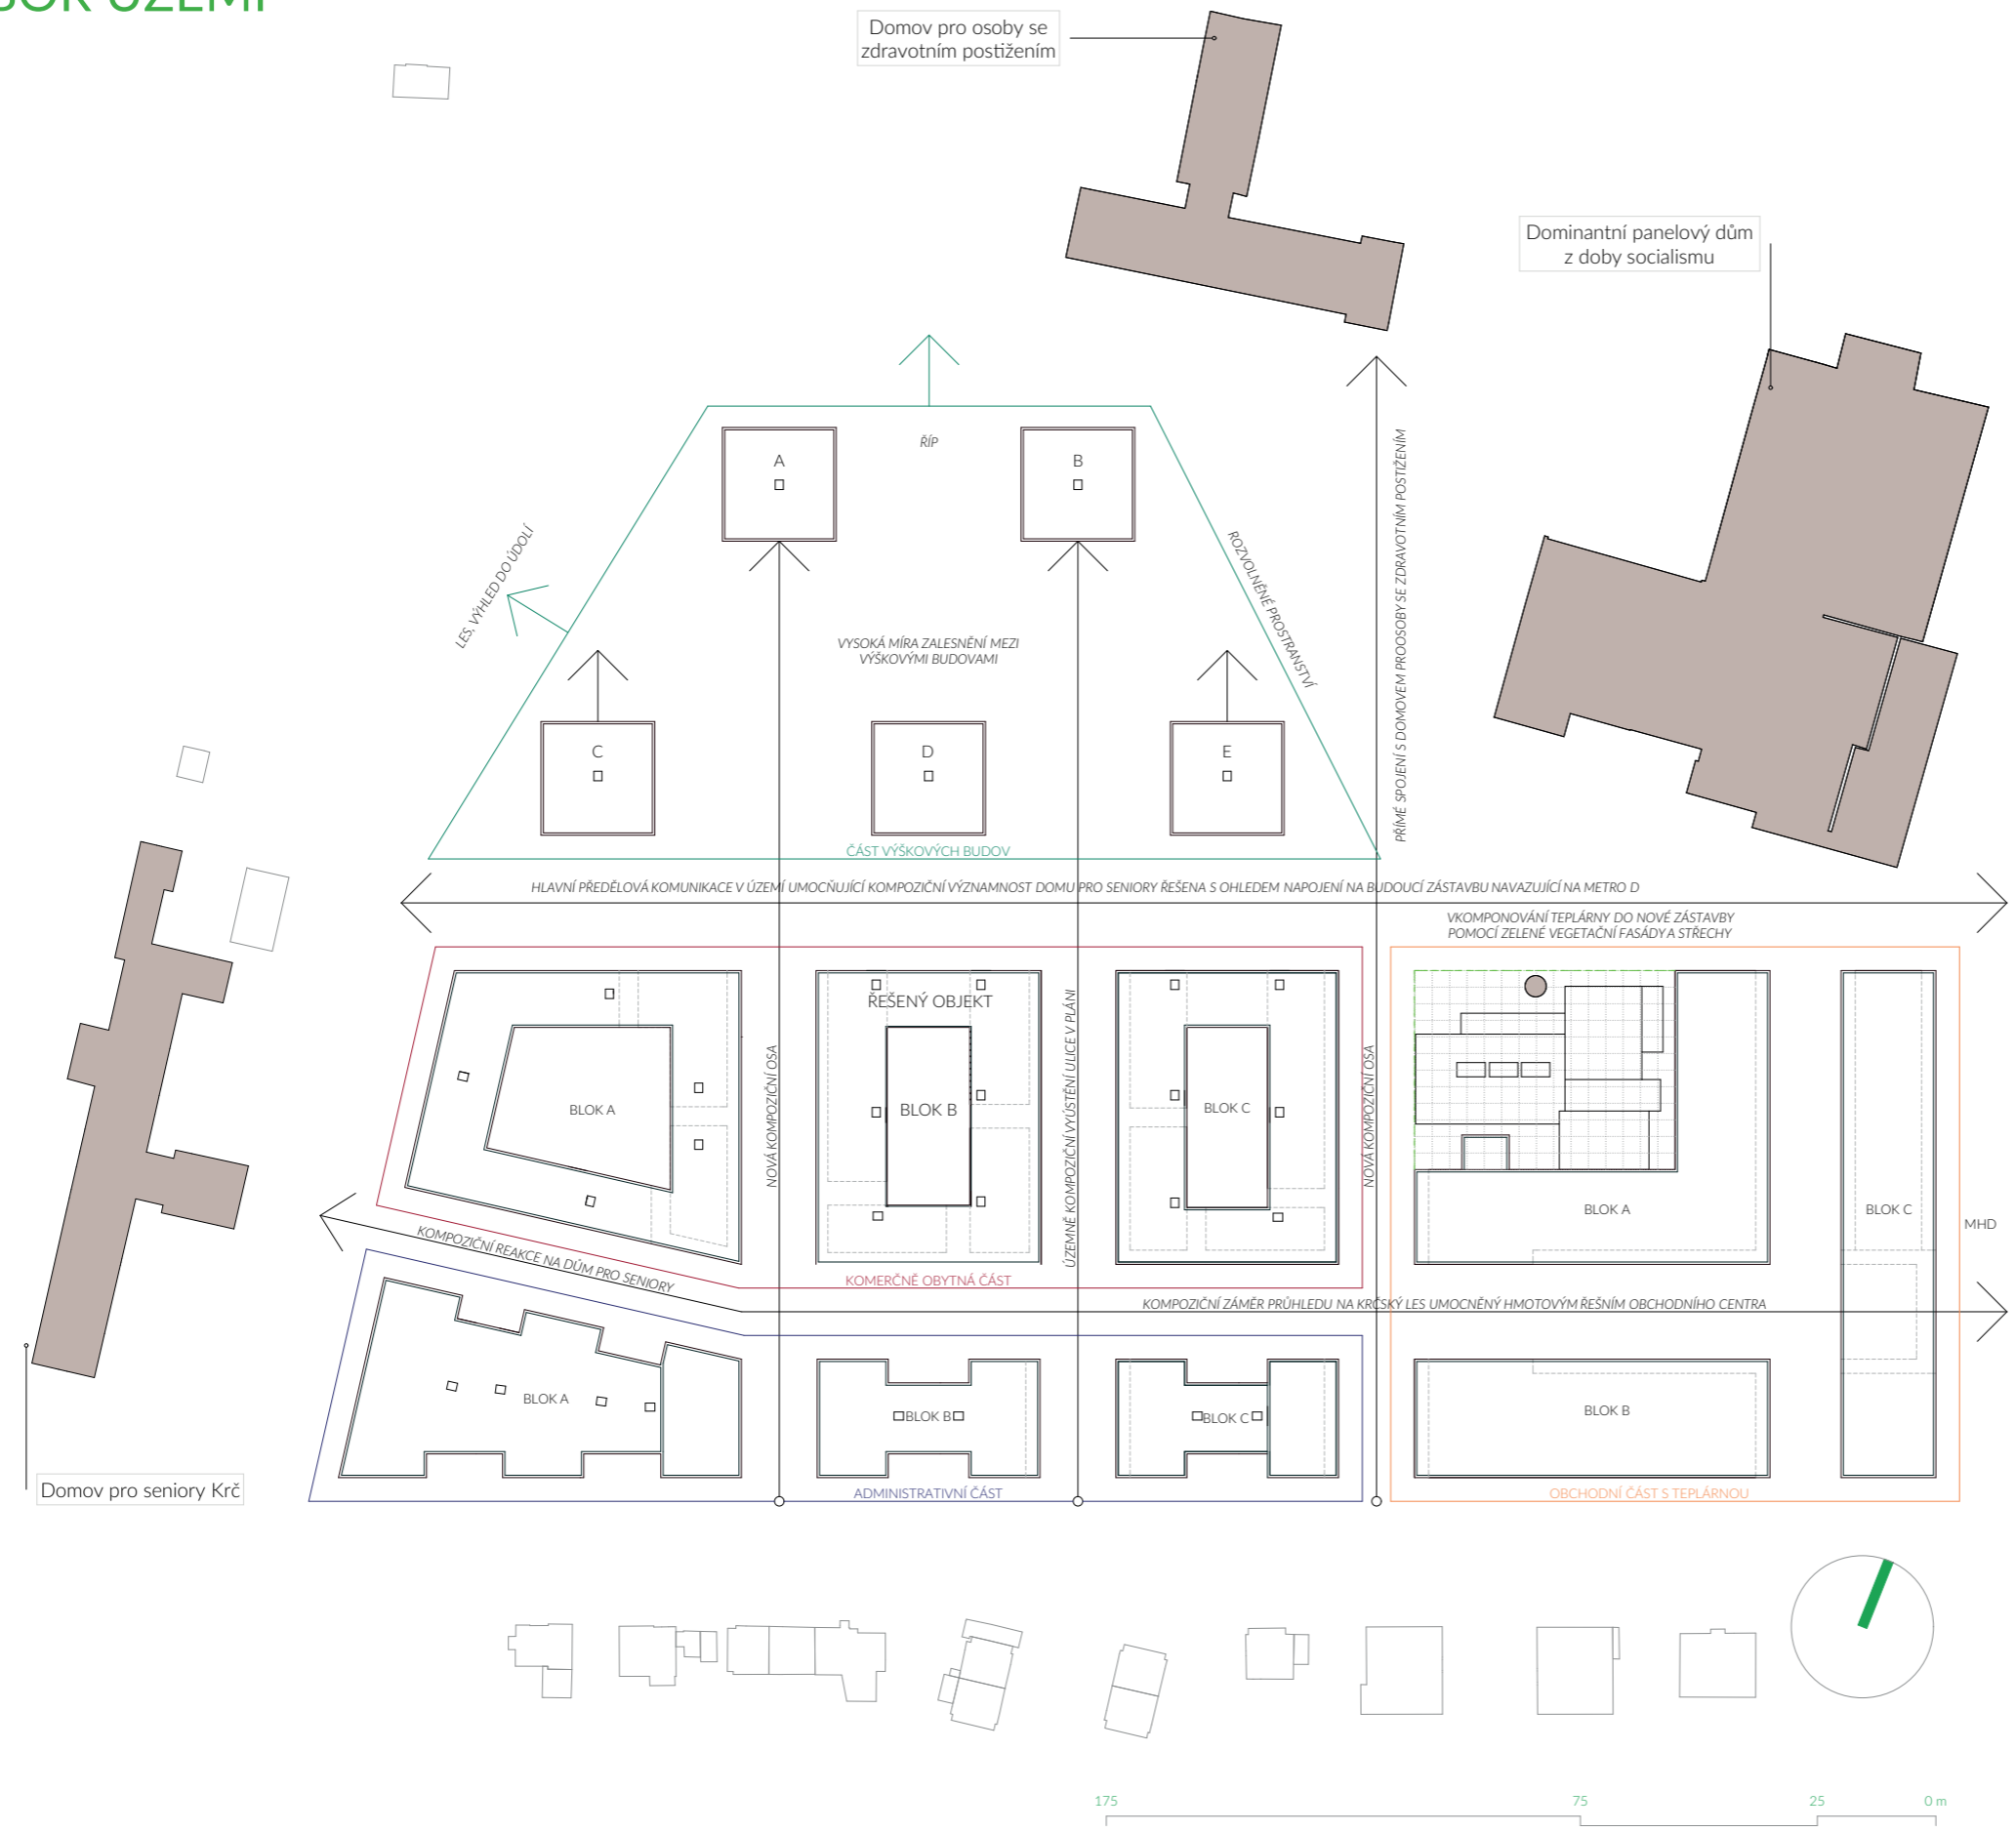 Domov pro osoby se
zdravotním postižením
Dominantní panelový dům
z doby socialismu
ŘÍP
A
B
LES, VÝHLED DO ÚDOLÍ
ROZVOLNĚNÉ PROSTRANSTVÍ
PŘÍMÉ SPOJENÍ S DOMOVEM PROOSOBY SE ZDRAVOTNÍM POSTIŽENÍM
VYSOKÁ MÍRA ZALESNĚNÍ MEZI
VÝŠKOVÝMI BUDOVAMI
C
D
E
ČÁST VÝŠKOVÝCH BUDOV
HLAVNÍ PŘEDĚLOVÁ KOMUNIKACE V ÚZEMÍ UMOCŇUJÍCÍ KOMPOZIČNÍ VÝZNAMNOST DOMU PRO SENIORY ŘEŠENA S OHLEDEM NAPOJENÍ NA BUDOUCÍ ZÁSTAVBU NAVAZUJÍCÍ NA METRO D
VKOMPONOVÁNÍ TEPLÁRNY DO NOVÉ ZÁSTAVBY
POMOCÍ ZELENÉ VEGETAČNÍ FASÁDY A STŘECHY
ŘEŠENÝ OBJEKT
BLOK A
BLOK B
BLOK C
NOVÁ KOMPOZIČNÍ OSA
ÚZEMNĚ KOMPOZIČNÍ VYÚSTĚNÍ ULICE V PLÁNI
NOVÁ KOMPOZIČNÍ OSA
BLOK A
BLOK C
MHD
KOMPOZIČNÍ REAKCE NA DŮM PRO SENIORY
KOMERČNĚ OBYTNÁ ČÁST
KOMPOZIČNÍ ZÁMĚR PRŮHLEDU NA KRČSKÝ LES UMOCNĚNÝ HMOTOVÝM ŘEŠNÍM OBCHODNÍHO CENTRA
BLOK A
BLOK B
BLOK C
BLOK B
Domov pro seniory Krč
ADMINISTRATIVNÍ ČÁST
OBCHODNÍ ČÁST S TEPLÁRNOU
175 75 25 0 m